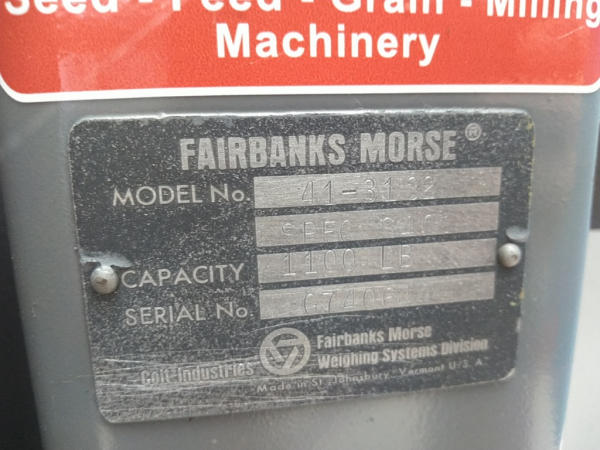 Seed - Feed - Grain - Milling
Machinery
FAIRBANKS MORSE®
MODEL No. 41-3132
CAPACITY 1100 LB
SERIAL No.
Colt Industries
Fairbanks Morse
Weighing Systems Division
Made in St. Johnsbury - Vermont U.S.A.